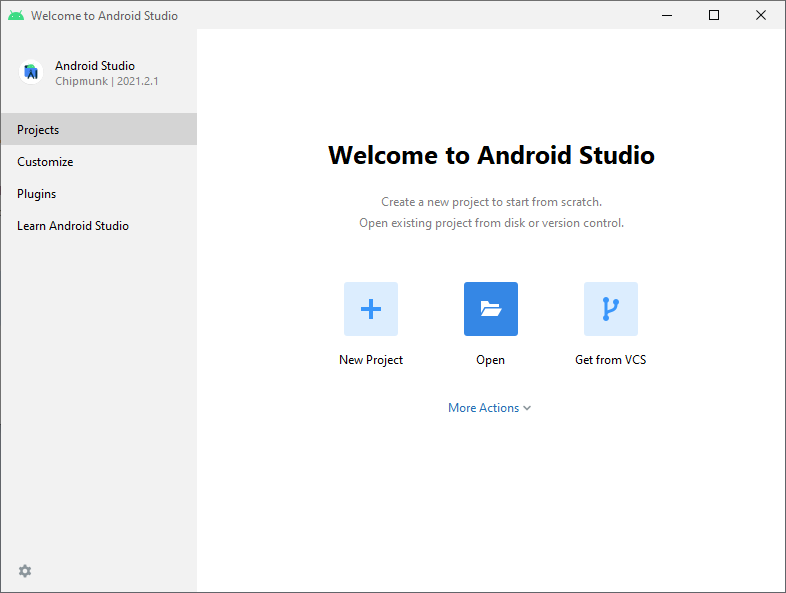 Welcome to Android Studio
Android Studio
Chipmunk | 2021.2.1
Projects
Customize
Plugins
Learn Android Studio
Welcome to Android Studio
Create a new project to start from scratch.
Open existing project from disk or version control.
New Project
Open
Get from VCS
More Actions